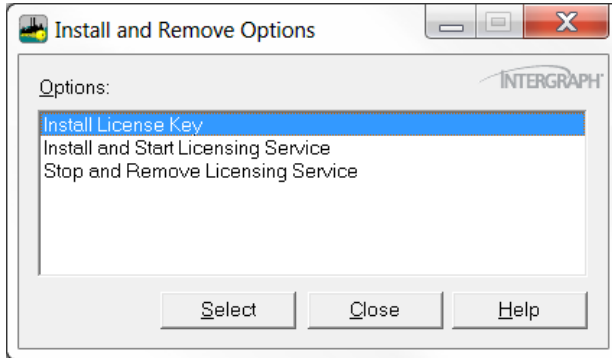 Install and Remove Options
Options:
INTERGRAPH
Install License Key
Install and Start Licensing Service
Stop and Remove Licensing Service
Select
Close
Help